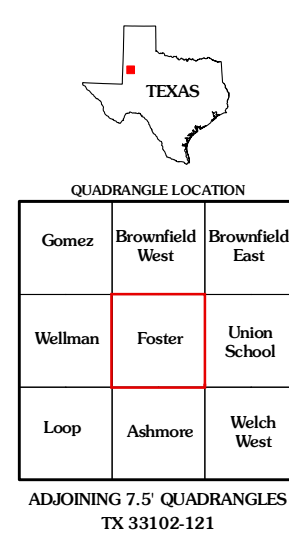 TEXAS
QUADRANGLE LOCATION
Gomez
Brownfield
West
Brownfield
East
Wellman
Foster
Union
School
Loop
Ashmore
Welch
West
ADJOINING 7.5' QUADRANGLES
TX 33102-121